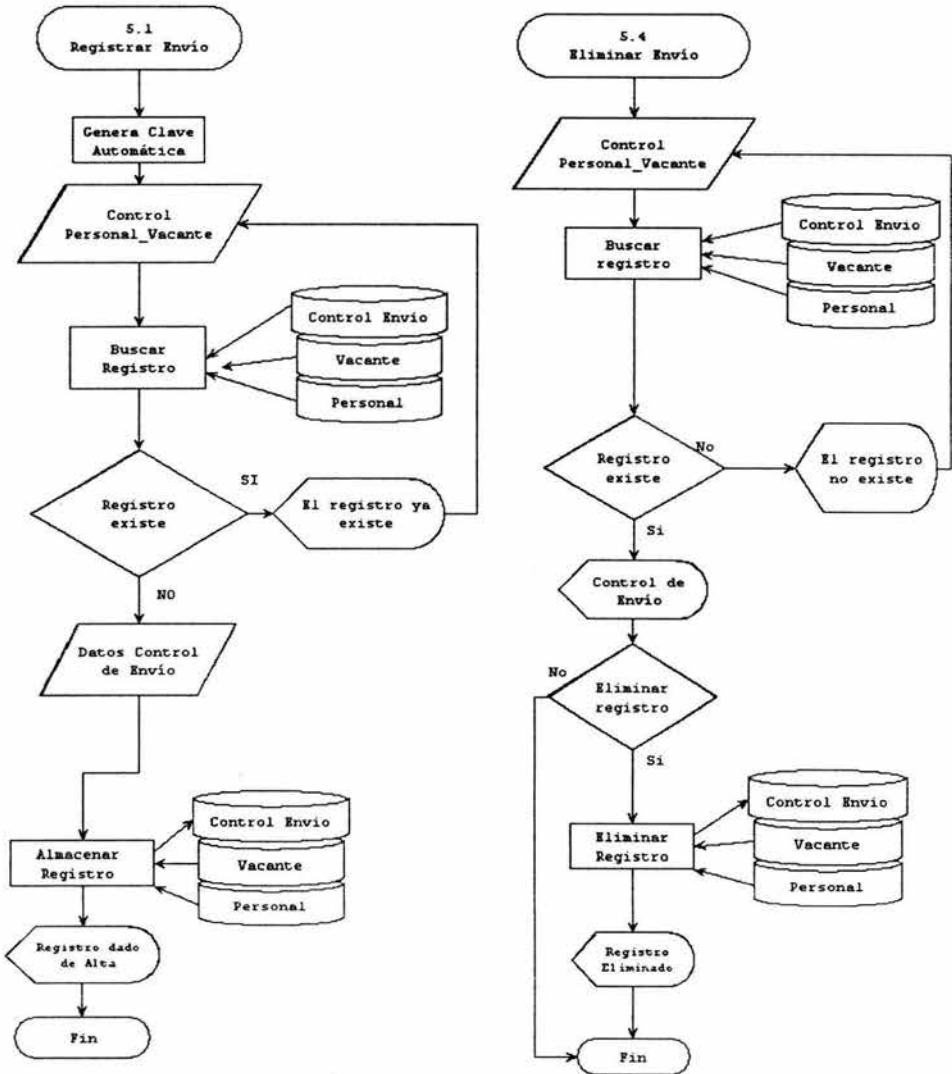 5.1
Registrar Envío
Genera Clave
Automática
Control
Personal_Vacante
Buscar
Registro
Control Envio
Vacante
Personal
Registro
existe
SI
El registro ya
existe
NO
Datos Control
de Envío
Almacenar
Registro
Control Envio
Vacante
Personal
Registro dado
de Alta
Fin
5.4
Eliminar Envío
Control
Personal_Vacante
Buscar
registro
Control Envio
Vacante
Personal
Registro
existe
No
El registro
no existe
Si
Control de
Envío
No
Eliminar
registro
Si
Eliminar
Registro
Control Envio
Vacante
Personal
Registro
Eliminado
Fin